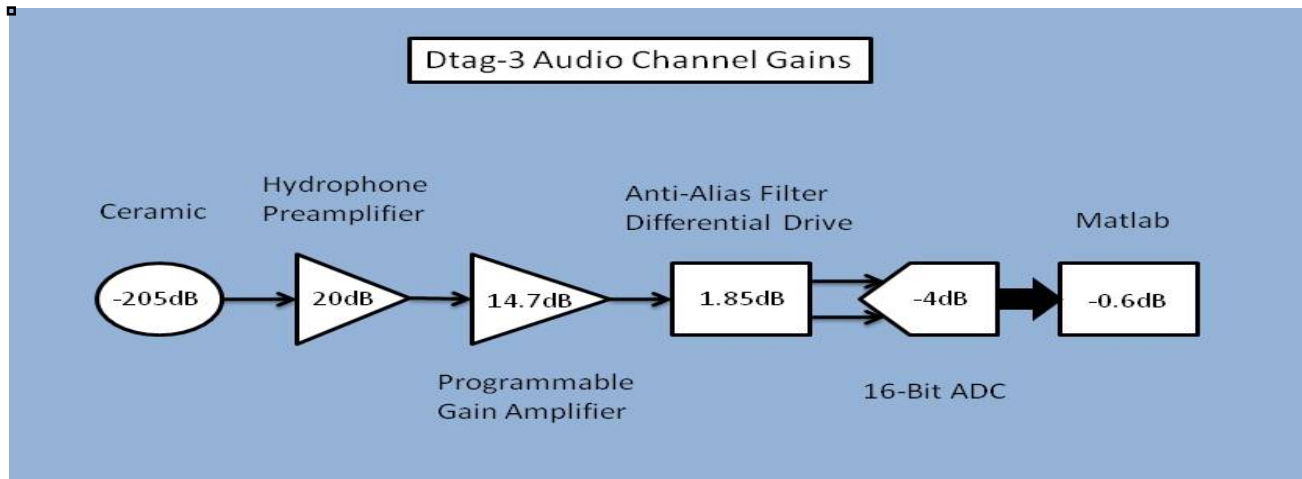 Dtag-3 Audio Channel Gains
Ceramic
Hydrophone
Preamplifier
Anti-Alias Filter
Differential Drive
Matlab
-205dB
20dB
14.7dB
1.85dB
-4dB
-0.6dB
Programmable
Gain Amplifier
16-Bit ADC